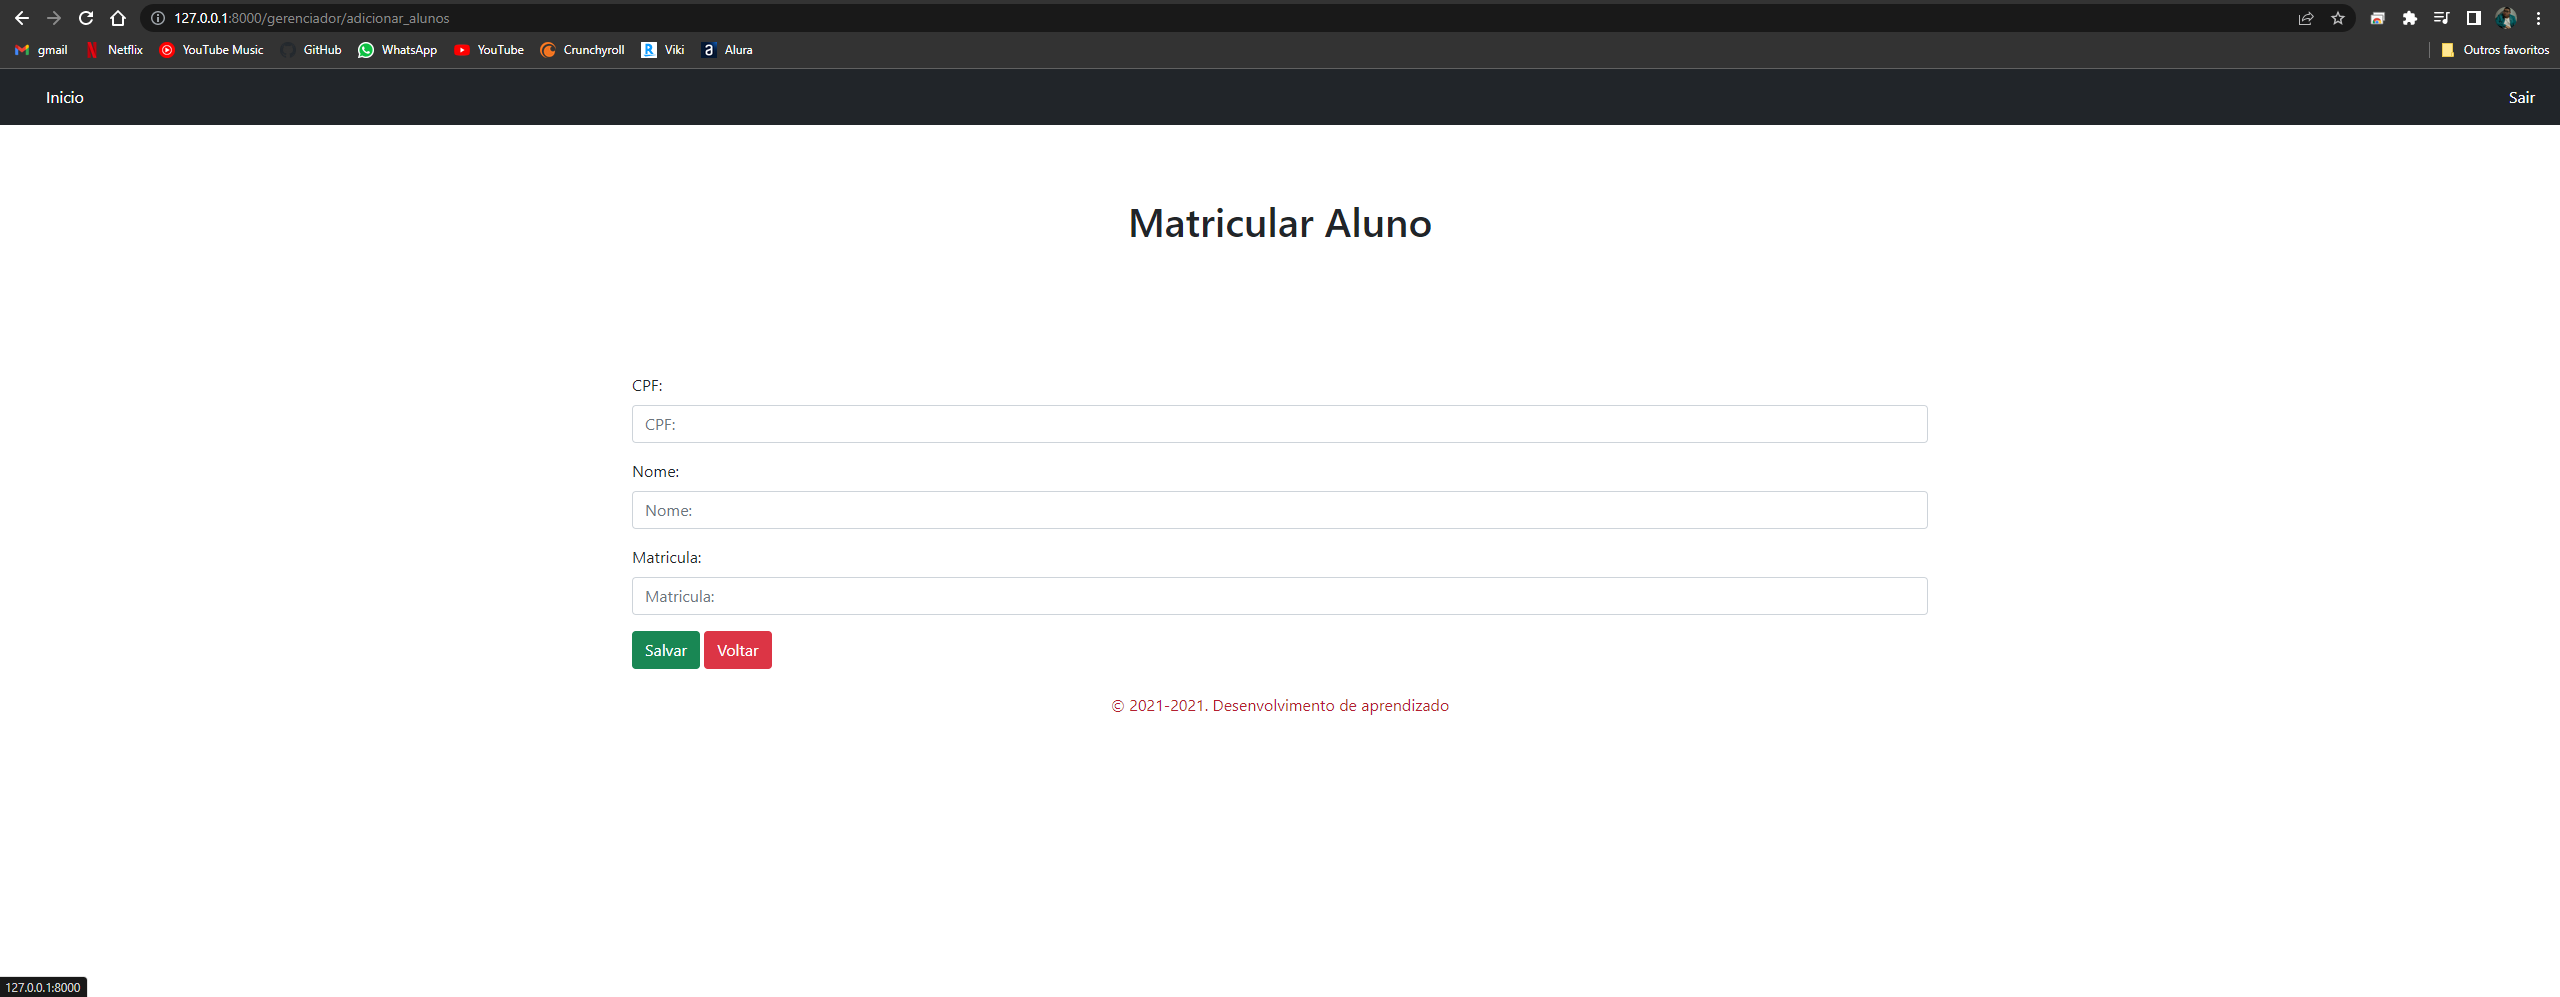 127.0.0.1:8000/gerenciador/adicionar_alunos
gmail Netflix YouTube Music GitHub WhatsApp YouTube Crunchyroll Viki Alura Outros favoritos
Inicio Sair
Matricular Aluno
CPF:
CPF:
Nome:
Nome:
Matricula:
Matricula:
Salvar Voltar
© 2021-2021. Desenvolvimento de aprendizado
127.0.0.1:8000